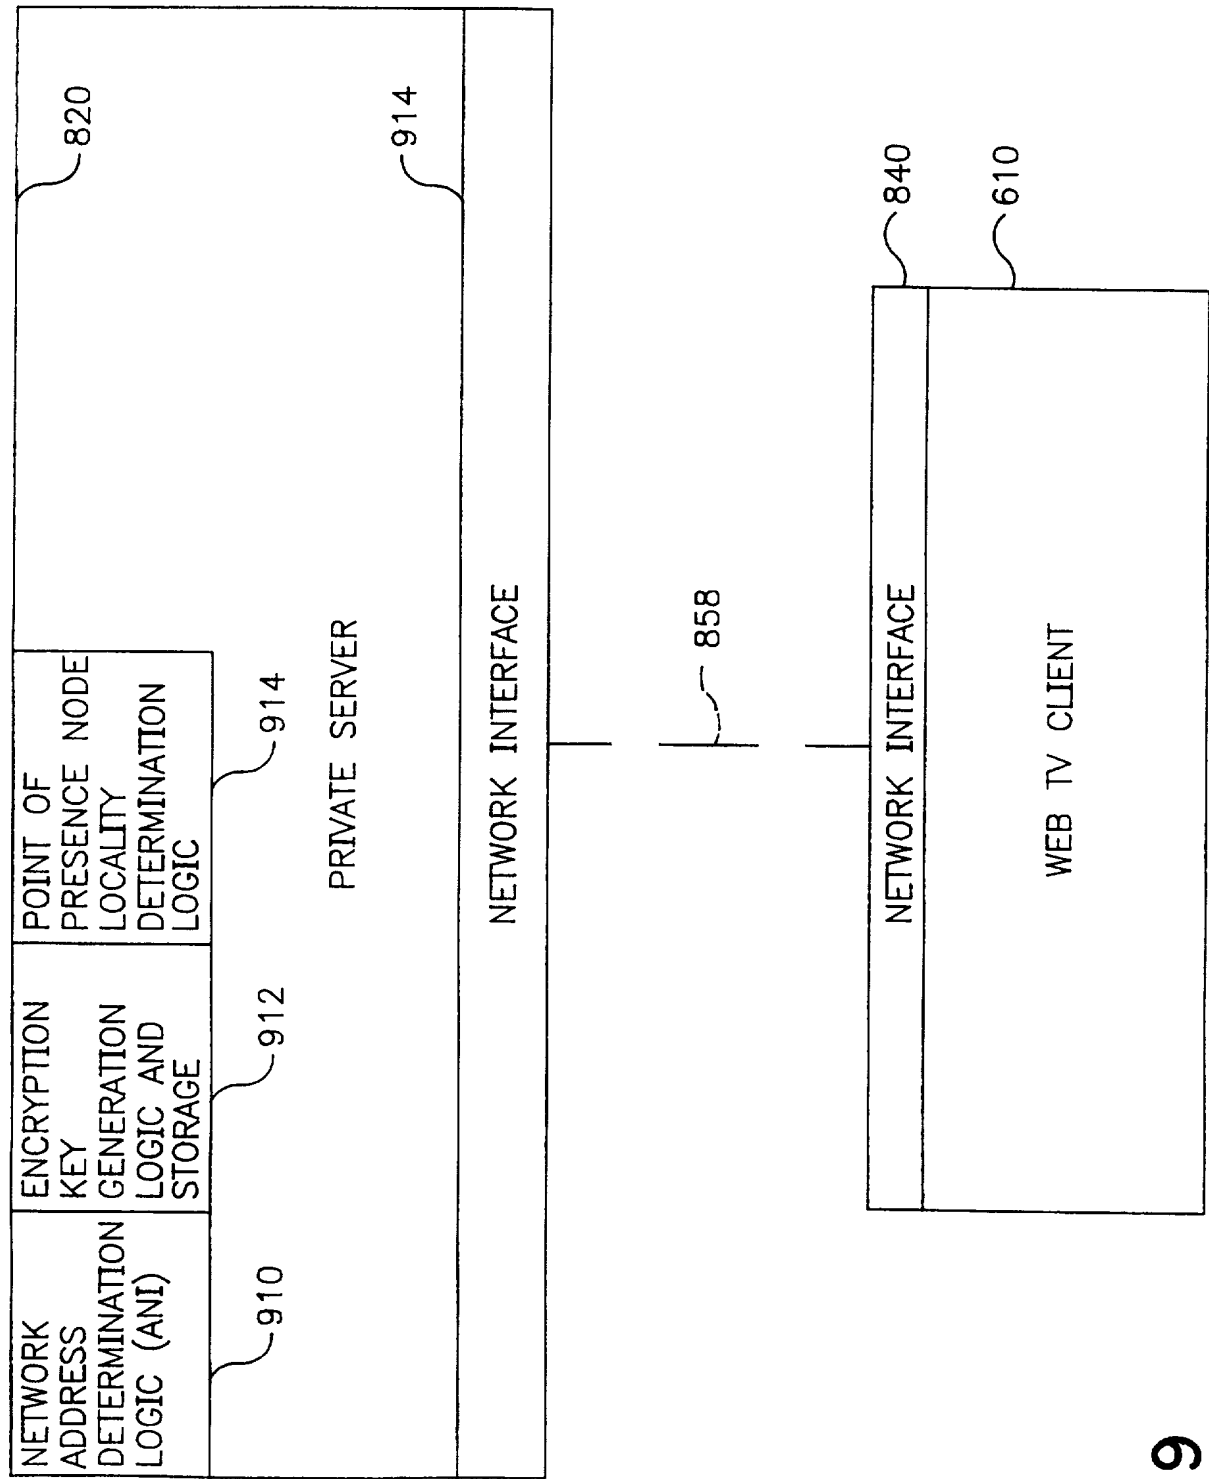 NETWORK
ADDRESS
DETERMINATION
LOGIC (ANI)
910
ENCRYPTION
KEY
GENERATION
LOGIC AND
STORAGE
912
POINT OF
PRESENCE NODE
LOCALITY
DETERMINATION
LOGIC
914
820
PRIVATE SERVER
914
NETWORK INTERFACE
858
840
NETWORK INTERFACE
610
WEB TV CLIENT
9